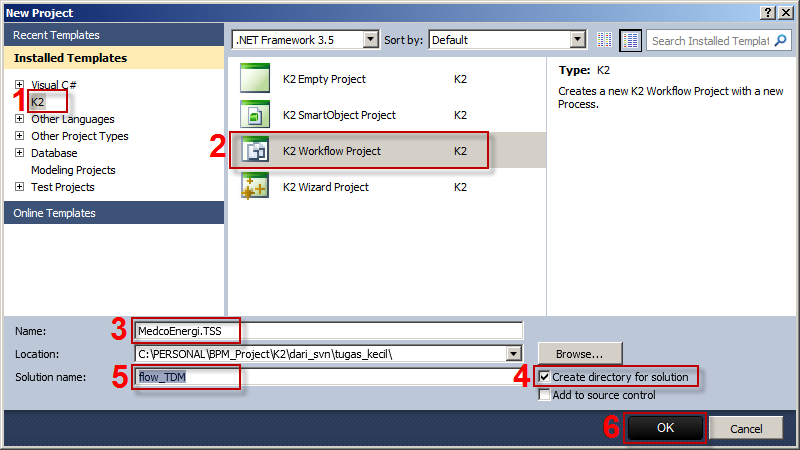 New Project
Recent Templates
Installed Templates
Visual C#
1 K2
Other Languages
Other Project Types
Database
Modeling Projects
Test Projects
Online Templates
.NET Framework 3.5
Sort by: Default
Search Installed Templat
K2 Empty Project K2
K2 SmartObject Project K2
2 K2 Workflow Project K2
K2 Wizard Project K2
Type: K2
Creates a new K2 Workflow Project with a new
Process.
Name: 3 MedcoEnergi.TSS
Location: C:\PERSONAL\BPM_Project\K2\dari_svn\tugas_kecil\ Browse...
Solution name: 5 flow_TDM 4 Create directory for solution
Add to source control
6 OK Cancel